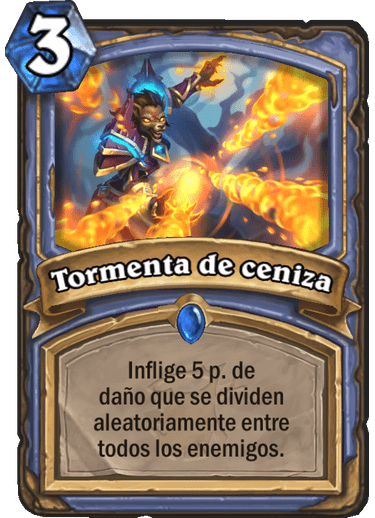 3
Tormenta de ceniza
Inflige 5 p. de
daño que se dividen
aleatoriamente entre
todos los enemigos.